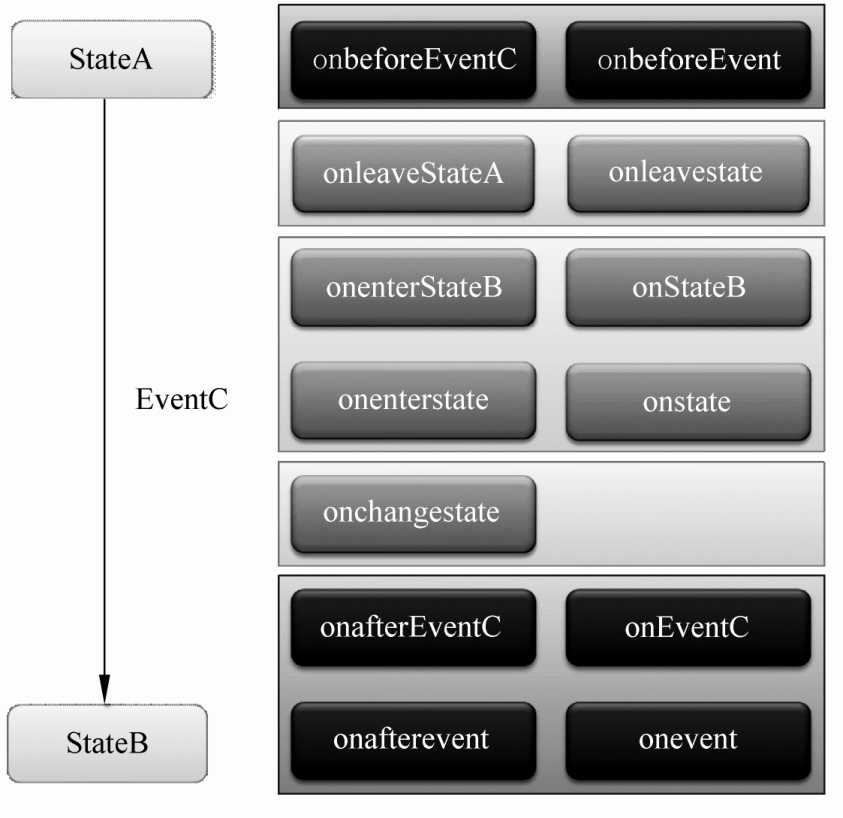 StateA
onbeforeEventC
onbeforeEvent
onleaveStateA
onleavestate
onenterStateB
onStateB
onenterstate
onstate
EventC
onchangestate
onafterEventC
onEventC
StateB
onafterevent
onevent